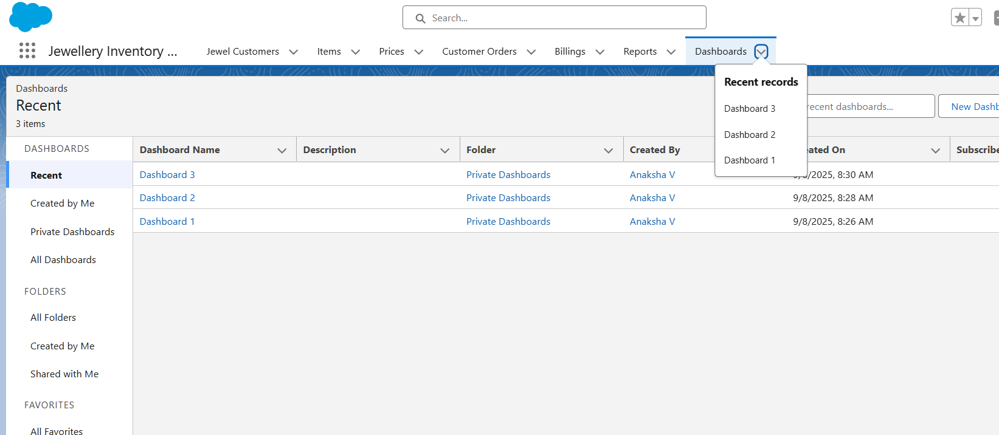 Search...
Jewellery Inventory ...
Jewel Customers
Items
Prices
Customer Orders
Billings
Reports
Dashboards
Recent records
Dashboard 3
Dashboard 2
Dashboard 1
Dashboards
Recent
3 items
recent dashboards...
New Dashb
DASHBOARDS
Recent
Created by Me
Private Dashboards
All Dashboards
FOLDERS
All Folders
Created by Me
Shared with Me
FAVORITES
All Favorites
Dashboard Name Description Folder Created By ated On Subscribe
Dashboard 3 Private Dashboards Anaksha V 9/8/2025, 8:30 AM
Dashboard 2 Private Dashboards Anaksha V 9/8/2025, 8:28 AM
Dashboard 1 Private Dashboards Anaksha V 9/8/2025, 8:26 AM